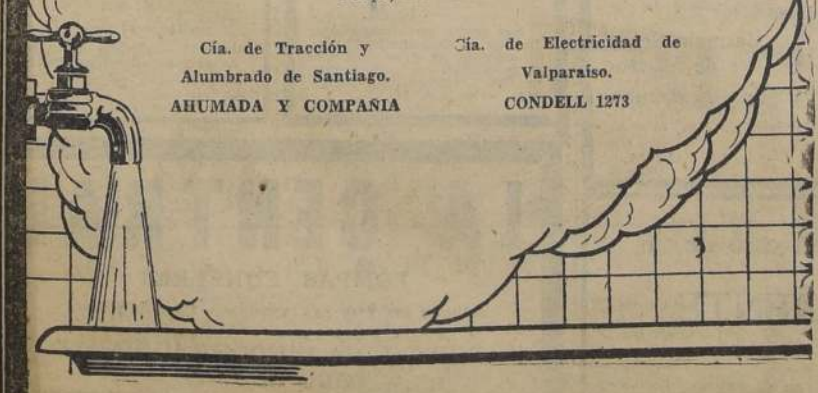 Cía. de Tracción y
Alumbrado de Santiago.
AHUMADA Y COMPAÑIA
Cía. de Electricidad de
Valparaíso.
CONDELL 1273